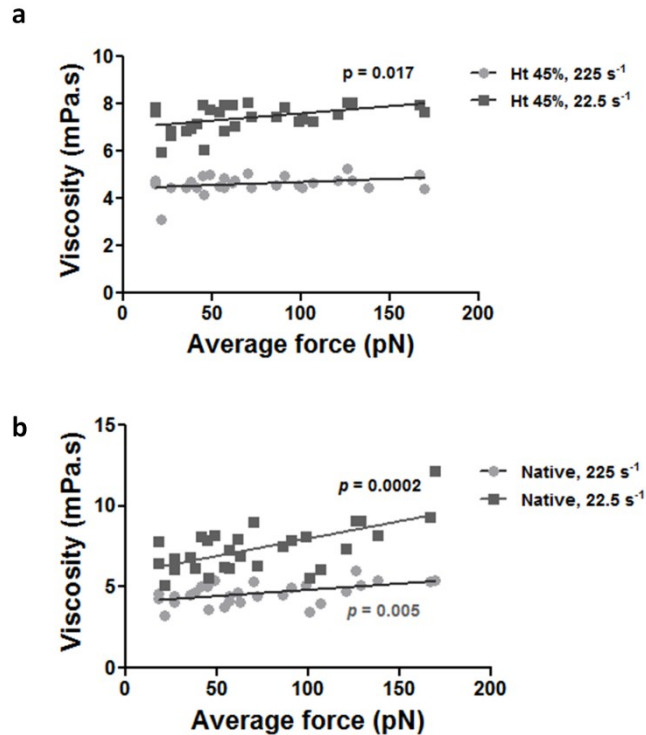 a
10
8
6
4
2
0
0 50 100 150 200
Viscosity (mPa.s)
Average force (pN)
p = 0.017
Ht 45%, 225 s⁻¹
Ht 45%, 22.5 s⁻¹
b
15
10
5
0
0 50 100 150 200
Viscosity (mPa.s)
Average force (pN)
p = 0.0002
p = 0.005
Native, 225 s⁻¹
Native, 22.5 s⁻¹